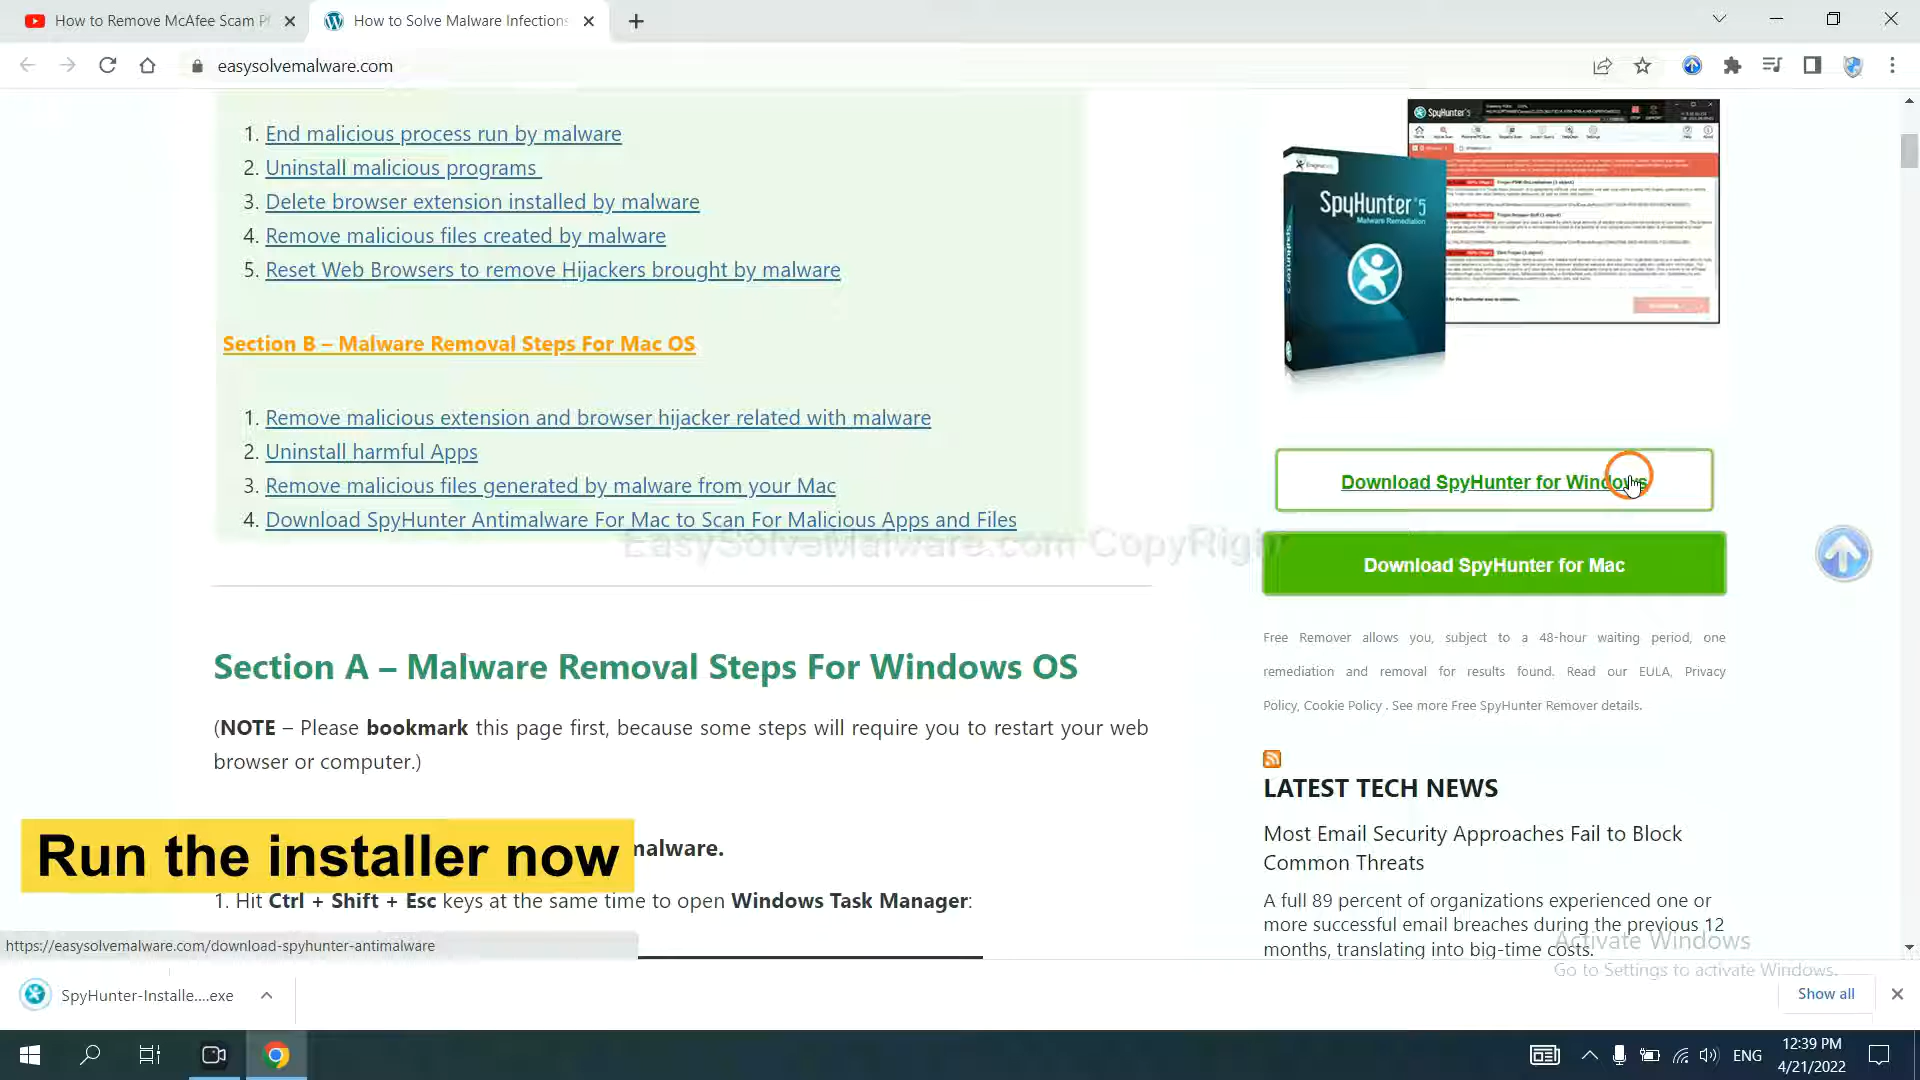 How to Remove McAfee Scam P
How to Solve Malware Infections
easysolvemalware.com
1. End malicious process run by malware
2. Uninstall malicious programs
3. Delete browser extension installed by malware
4. Remove malicious files created by malware
5. Reset Web Browsers to remove Hijackers brought by malware
Section B – Malware Removal Steps For Mac OS
1. Remove malicious extension and browser hijacker related with malware
2. Uninstall harmful Apps
3. Remove malicious files generated by malware from your Mac
4. Download SpyHunter Antimalware For Mac to Scan For Malicious Apps and Files
EasySolveMalware.com CopyRigh
Section A – Malware Removal Steps For Windows OS
(NOTE – Please bookmark this page first, because some steps will require you to restart your web
browser or computer.)
malware.
Run the installer now
1. Hit Ctrl + Shift + Esc keys at the same time to open Windows Task Manager:
SpyHunter 5
SpyHunter 5
Malware Remediation
SpyHunter
Download SpyHunter for Windows
Download SpyHunter for Mac
Free Remover allows you, subject to a 48-hour waiting period, one
remediation and removal for results found. Read our EULA, Privacy
Policy, Cookie Policy . See more Free SpyHunter Remover details.
LATEST TECH NEWS
Most Email Security Approaches Fail to Block
Common Threats
A full 89 percent of organizations experienced one or
more successful email breaches during the previous 12
months, translating into big-time costs.
Activate Windows
Go to Settings to activate Windows.
https://easysolvemalware.com/download-spyhunter-antimalware
SpyHunter-Installe....exe
Show all
ENG
12:39 PM
4/21/2022